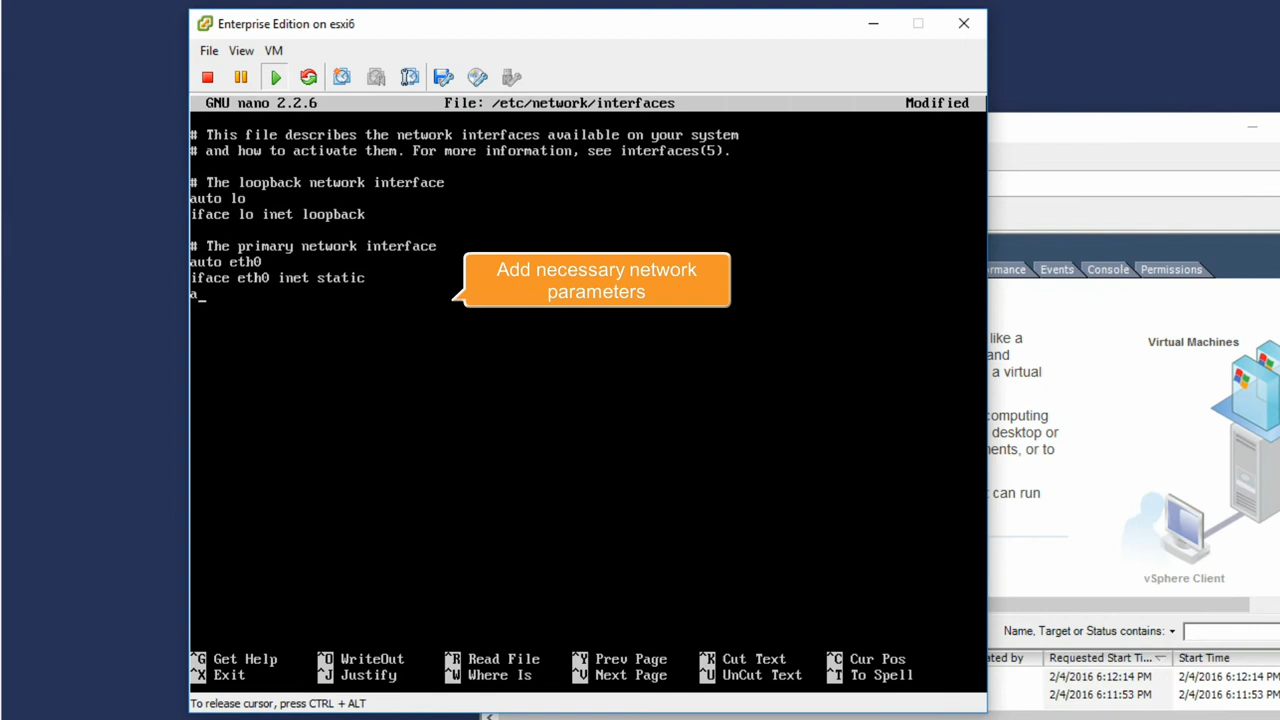 Enterprise Edition on esxi6
File View VM
GNU nano 2.2.6 File: /etc/network/interfaces Modified
# This file describes the network interfaces available on your system
# and how to activate them. For more information, see interfaces(5).
# The loopback network interface
auto lo
iface lo inet loopback
# The primary network interface
auto eth0
iface eth0 inet static
a_
Add necessary network
parameters
^G Get Help ^O WriteOut ^R Read File ^Y Prev Page ^K Cut Text ^C Cur Pos
^X Exit ^J Justify ^W Where Is ^V Next Page ^U UnCut Text ^T To Spell
To release cursor, press CTRL + ALT
Events Console Permissions
like a
and
a virtual
computing
desktop or
or to
can run
Virtual Machines
vSphere Client
Name, Target or Status contains:
by Requested Start Ti... Start Time
2/4/2016 6:12:14 PM 2/4/2016 6:12:14 PM
2/4/2016 6:11:53 PM 2/4/2016 6:11:53 PM